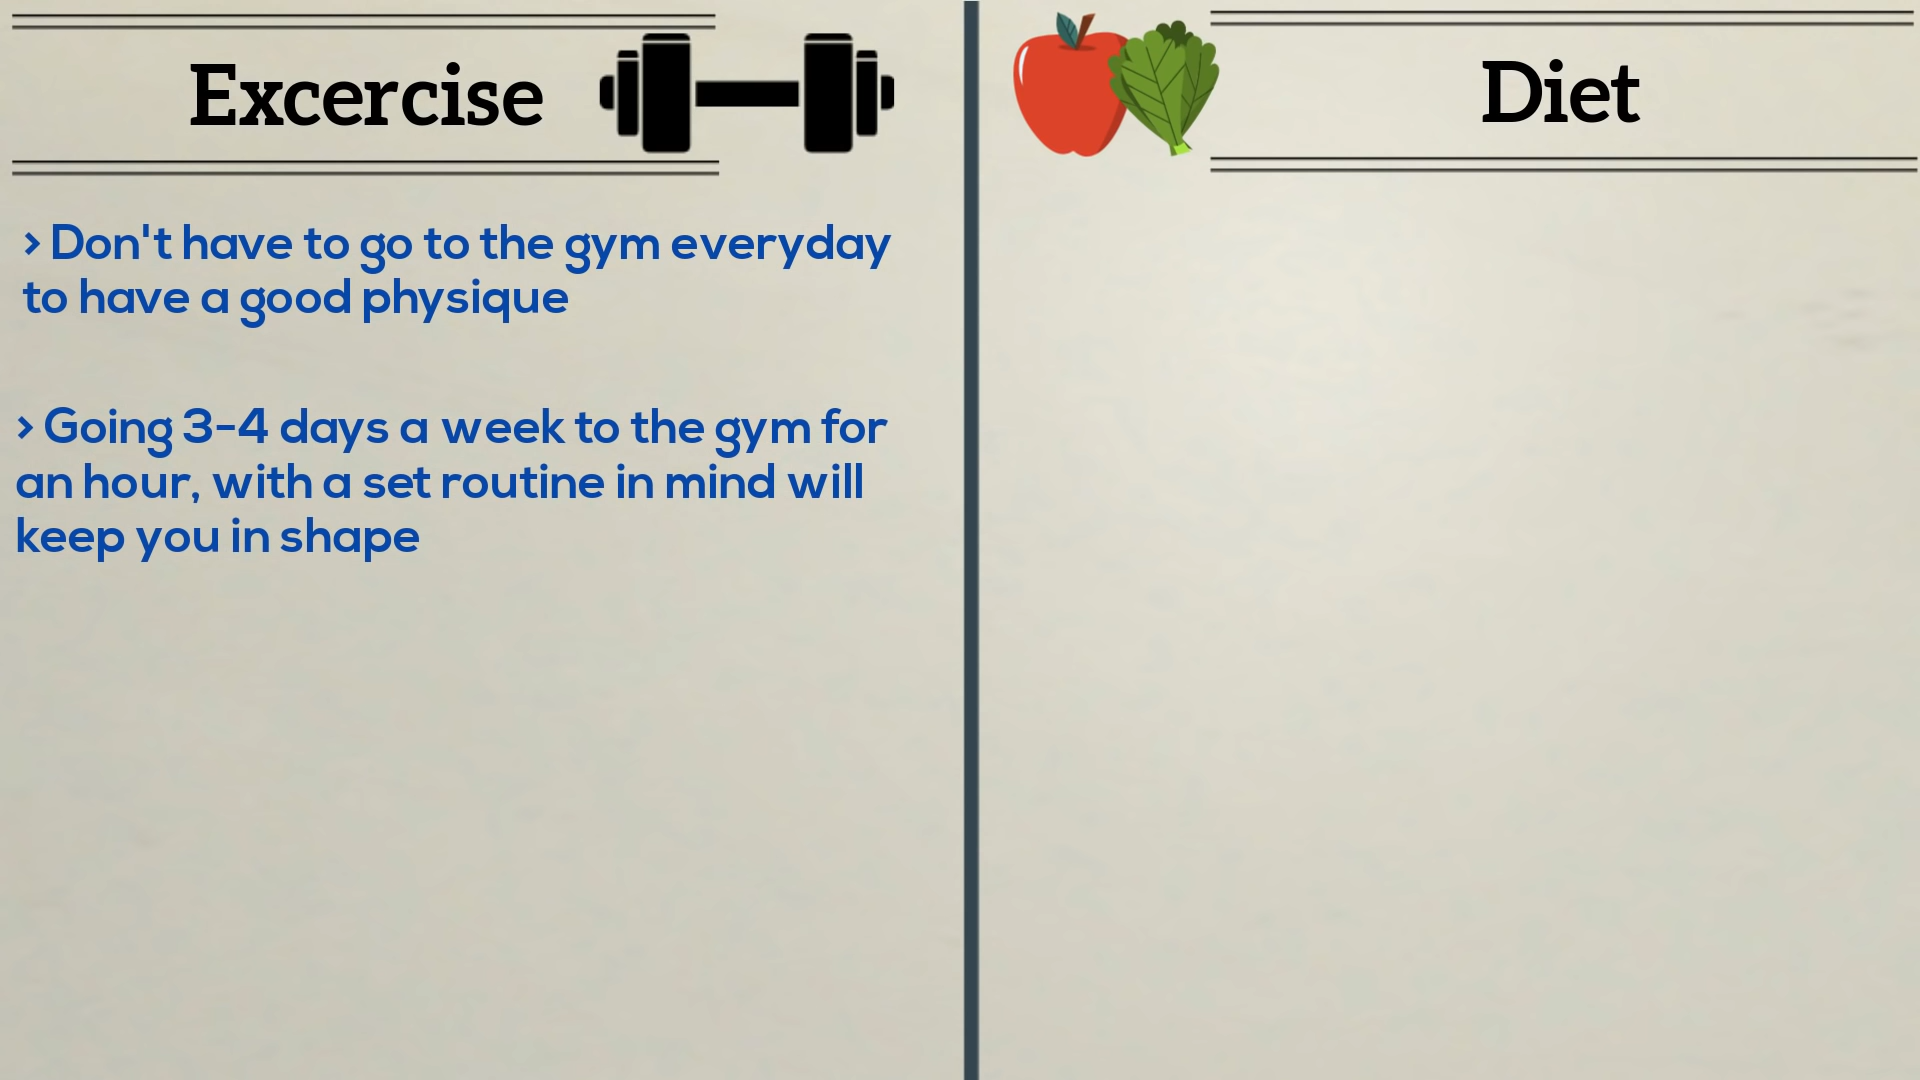 Excercise
> Don't have to go to the gym everyday
to have a good physique
> Going 3-4 days a week to the gym for
an hour, with a set routine in mind will
keep you in shape
Diet